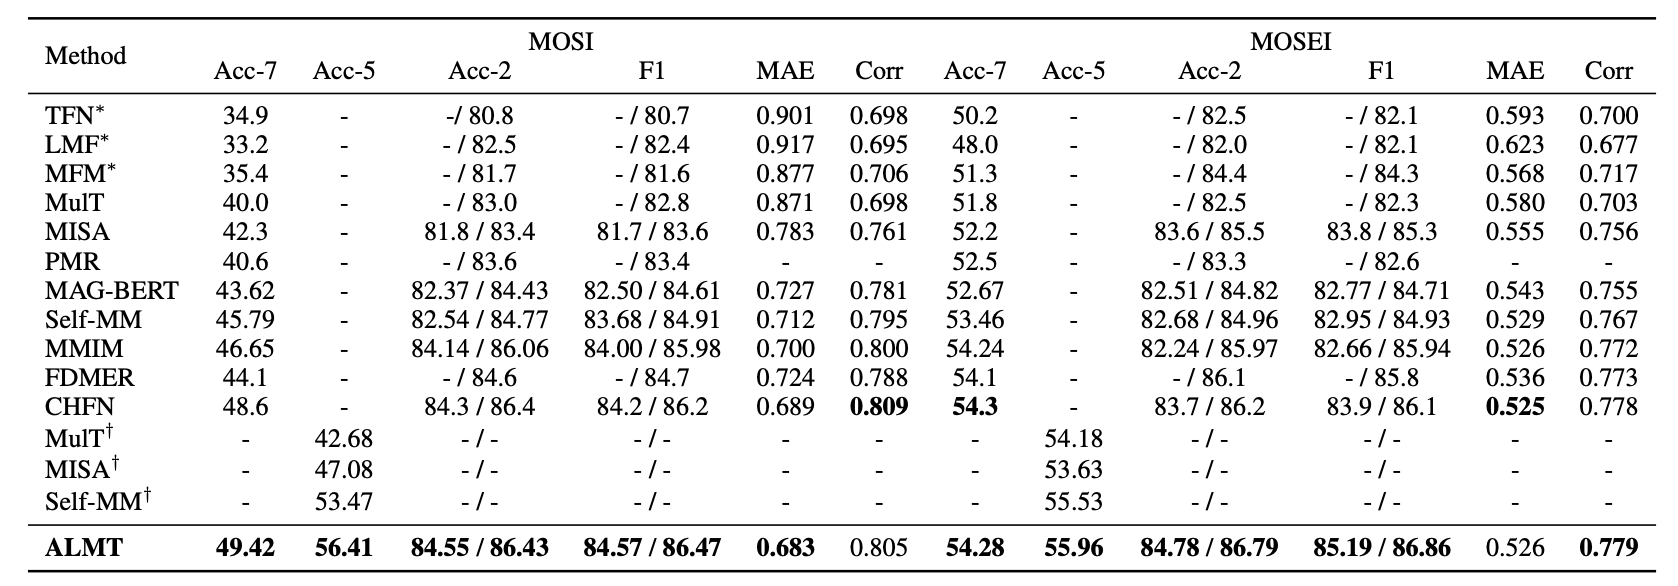 Method MOSI MOSEI
Acc-7 Acc-5 Acc-2 F1 MAE Corr Acc-7 Acc-5 Acc-2 F1 MAE Corr
TFN* 34.9 - -/ 80.8 - / 80.7 0.901 0.698 50.2 - - / 82.5 - / 82.1 0.593 0.700
LMF* 33.2 - - / 82.5 - / 82.4 0.917 0.695 48.0 - - / 82.0 - / 82.1 0.623 0.677
MFM* 35.4 - - / 81.7 - / 81.6 0.877 0.706 51.3 - - / 84.4 - / 84.3 0.568 0.717
MulT 40.0 - - / 83.0 - / 82.8 0.871 0.698 51.8 - - / 82.5 - / 82.3 0.580 0.703
MISA 42.3 - 81.8 / 83.4 81.7 / 83.6 0.783 0.761 52.2 - 83.6 / 85.5 83.8 / 85.3 0.555 0.756
PMR 40.6 - - / 83.6 - / 83.4 - - 52.5 - - / 83.3 - / 82.6 - -
MAG-BERT 43.62 - 82.37 / 84.43 82.50 / 84.61 0.727 0.781 52.67 - 82.51 / 84.82 82.77 / 84.71 0.543 0.755
Self-MM 45.79 - 82.54 / 84.77 83.68 / 84.91 0.712 0.795 53.46 - 82.68 / 84.96 82.95 / 84.93 0.529 0.767
MMIM 46.65 - 84.14 / 86.06 84.00 / 85.98 0.700 0.800 54.24 - 82.24 / 85.97 82.66 / 85.94 0.526 0.772
FDMER 44.1 - - / 84.6 - / 84.7 0.724 0.788 54.1 - - / 86.1 - / 85.8 0.536 0.773
CHFN 48.6 - 84.3 / 86.4 84.2 / 86.2 0.689 0.809 54.3 - 83.7 / 86.2 83.9 / 86.1 0.525 0.778
MulT† - 42.68 - / - - / - - - - 54.18 - / - - / - - -
MISA† - 47.08 - / - - / - - - - 53.63 - / - - / - - -
Self-MM† - 53.47 - / - - / - - - - 55.53 - / - - / - - -
ALMT 49.42 56.41 84.55 / 86.43 84.57 / 86.47 0.683 0.805 54.28 55.96 84.78 / 86.79 85.19 / 86.86 0.526 0.779